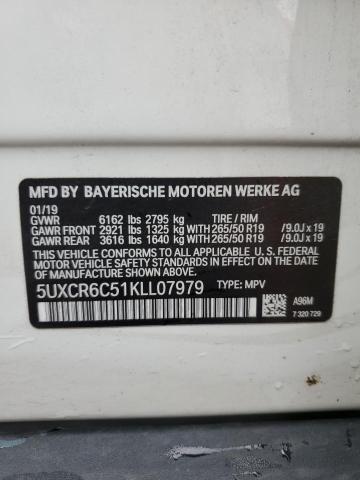 MFD BY BAYERISCHE MOTOREN WERKE AG
01/19
GVWR 6162 lbs 2795 kg TIRE / RIM
GAWR FRONT 2921 lbs 1325 kg WITH 265/50 R19 /9.0J x 19
GAWR REAR 3616 lbs 1640 kg WITH 265/50 R19 /9.0J x 19
THIS VEHICLE CONFORMS TO ALL APPLICABLE FEDERAL
MOTOR VEHICLE SAFETY STANDARDS IN EFFECT
ON THE DATE OF MANUFACTURE SHOWN ABOVE.
5UXCR6C51KLL07979 TYPE: MPV
A96M
7 320 729